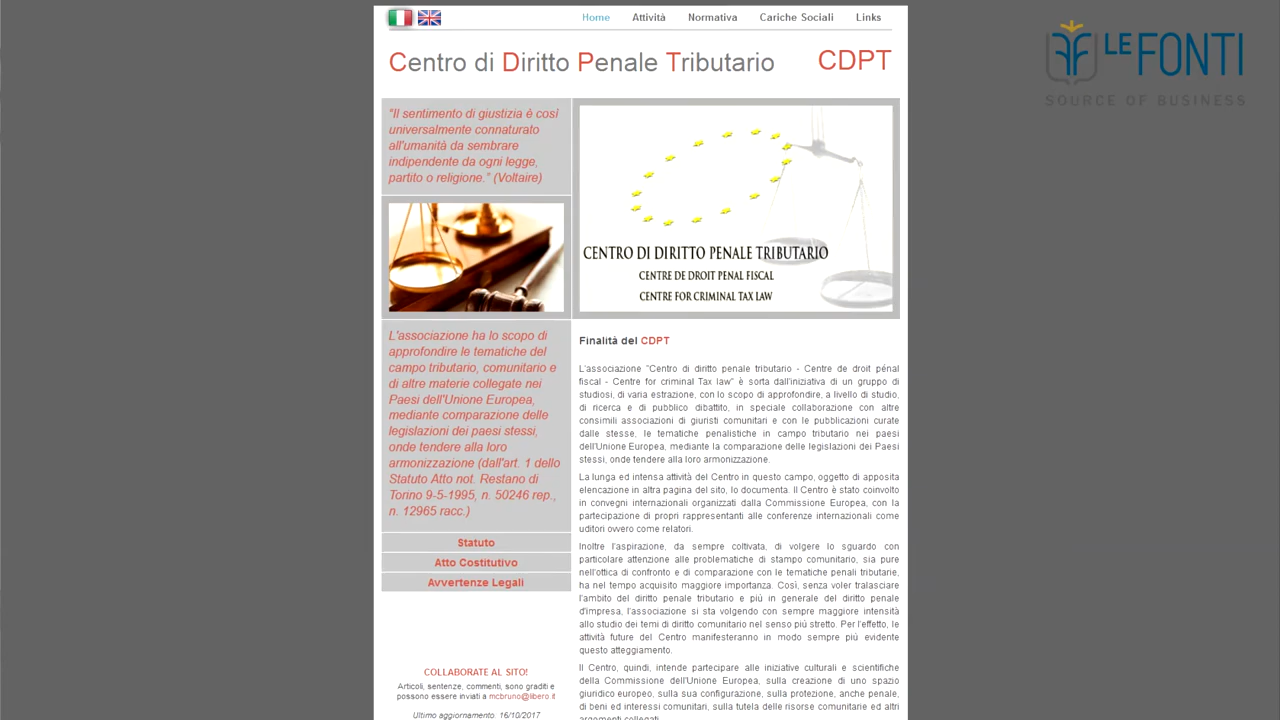 Home Attività Normativa Cariche Sociali Links
LE FONTI
SOURCE OF BUSINESS
Centro di Diritto Penale Tributario CDPT
"Il sentimento di giustizia è così
universalmente connaturato
all'umanità da sembrare
indipendente da ogni legge,
partito o religione." (Voltaire)
CENTRO DI DIRITTO PENALE TRIBUTARIO
CENTRE DE DROIT PENAL FISCAL
CENTRE FOR CRIMINAL TAX LAW
L'associazione ha lo scopo di
approfondire le tematiche del
campo tributario, comunitario e
di altre materie collegate nei
Paesi dell'Unione Europea,
mediante comparazione delle
legislazioni dei paesi stessi,
onde tendere alla loro
armonizzazione (dall'art. 1 dello
Statuto Atto not. Restano di
Torino 9-5-1995, n. 50246 rep.,
n. 12965 racc.)
Statuto
Atto Costitutivo
Avvertenze Legali
COLLABORATE AL SITO!
Articoli, sentenze, commenti, sono graditi e
possono essere inviati a mcbruno@libero.it
Ultimo aggiornamento 16/10/2017
Finalità del CDPT
L'associazione "Centro di diritto penale tributario - Centre de droit pénal
fiscal - Centre for criminal Tax law" è sorta dall'iniziativa di un gruppo di
studiosi, di varia estrazione, con lo scopo di approfondire, a livello di studio,
di ricerca e di pubblico dibattito, in speciale collaborazione con altre
consimili associazioni di giuristi comunitari e con le pubblicazioni curate
dalle stesse, le tematiche penalistiche in campo tributario nei paesi
dell'Unione Europea, mediante la comparazione delle legislazioni dei Paesi
stessi, onde tendere alla loro armonizzazione.
La lunga ed intensa attività del Centro in questo campo, oggetto di apposita
elencazione in altra pagina del sito, lo documenta. Il Centro è stato coinvolto
in convegni internazionali organizzati dalla Commissione Europea, con la
partecipazione di propri rappresentanti alle conferenze internazionali come
uditori ovvero come relatori.
Inoltre l'aspirazione, da sempre coltivata, di volgere lo sguardo con
particolare attenzione alle problematiche di stampo comunitario, sia pure
nell'ottica di confronto e di comparazione con le tematiche penali tributarie,
ha nel tempo acquisito maggiore importanza. Così, senza voler tralasciare
l'ambito del diritto penale tributario e più in generale del diritto penale
d'impresa, l'associazione si sta volgendo con sempre maggiore intensità
allo studio dei temi di diritto comunitario nel senso più stretto. Per l'effetto, le
attività future del Centro manifesteranno in modo sempre più evidente
questo atteggiamento.
Il Centro, quindi, intende partecipare alle iniziative culturali e scientifiche
della Commissione dell'Unione Europea, sulla creazione di uno spazio
giuridico europeo, sulla sua configurazione, sulla protezione, anche penale,
di beni ed interessi comunitari, sulla tutela delle risorse comunitarie ed altri
argomenti collegati.